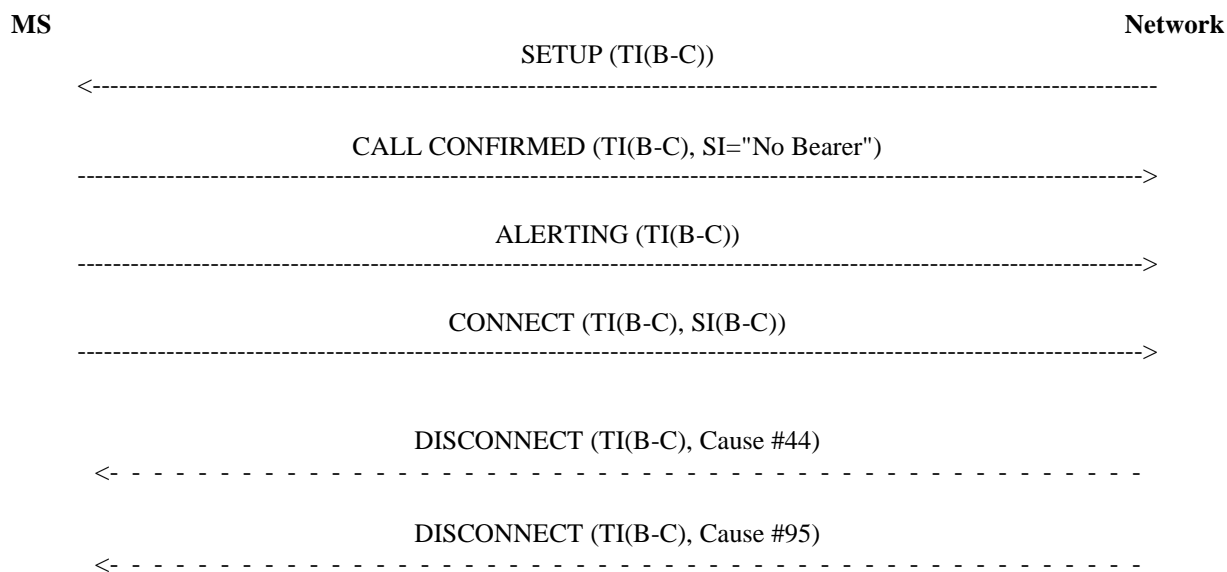 MS Network
SETUP (TI(B-C))
<-----------------------------------------------------------------------------------------------------------------------
CALL CONFIRMED (TI(B-C), SI="No Bearer")
----------------------------------------------------------------------------------------------------------------------->
ALERTING (TI(B-C))
----------------------------------------------------------------------------------------------------------------------->
CONNECT (TI(B-C), SI(B-C))
----------------------------------------------------------------------------------------------------------------------->
DISCONNECT (TI(B-C), Cause #44)
<- - - - - - - - - - - - - - - - - - - - - - - - - - - - - - - - - - - - - - -
DISCONNECT (TI(B-C), Cause #95)
<- - - - - - - - - - - - - - - - - - - - - - - - - - - - - - - - - - - - - - -